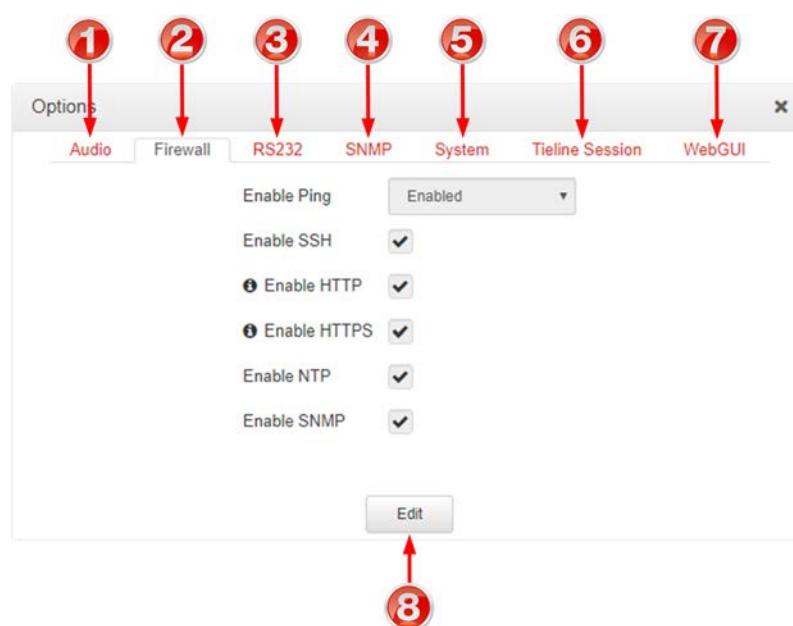 1 2 3 4 5 6 7
Options
Audio Firewall RS232 SNMP System Tieline Session WebGUI
Enable Ping Enabled
Enable SSH
Enable HTTP
Enable HTTPS
Enable NTP
Enable SNMP
Edit
8